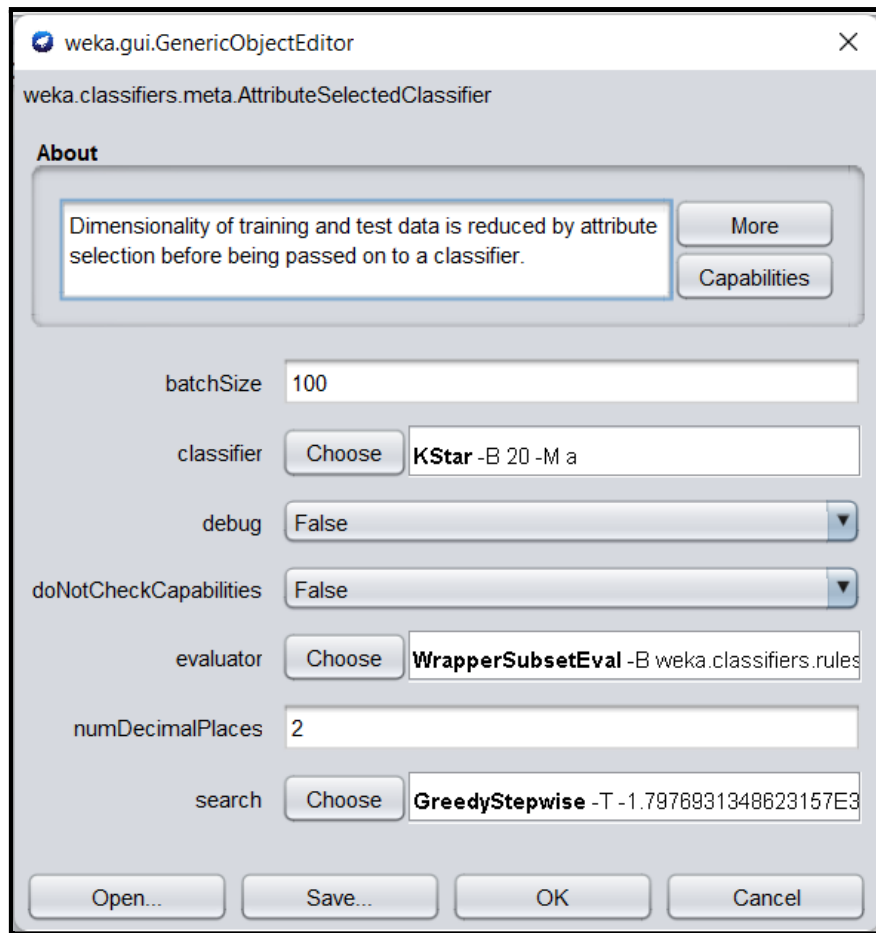 weka.gui.GenericObjectEditor
weka.classifiers.meta.AttributeSelectedClassifier
About
Dimensionality of training and test data is reduced by attribute
selection before being passed on to a classifier.
More
Capabilities
batchSize 100
classifier Choose KStar -B 20 -M a
debug False
doNotCheckCapabilities False
evaluator Choose WrapperSubsetEval -B weka.classifiers.rules
numDecimalPlaces 2
search Choose GreedyStepwise -T -1.7976931348623157E3
Open... Save... OK Cancel